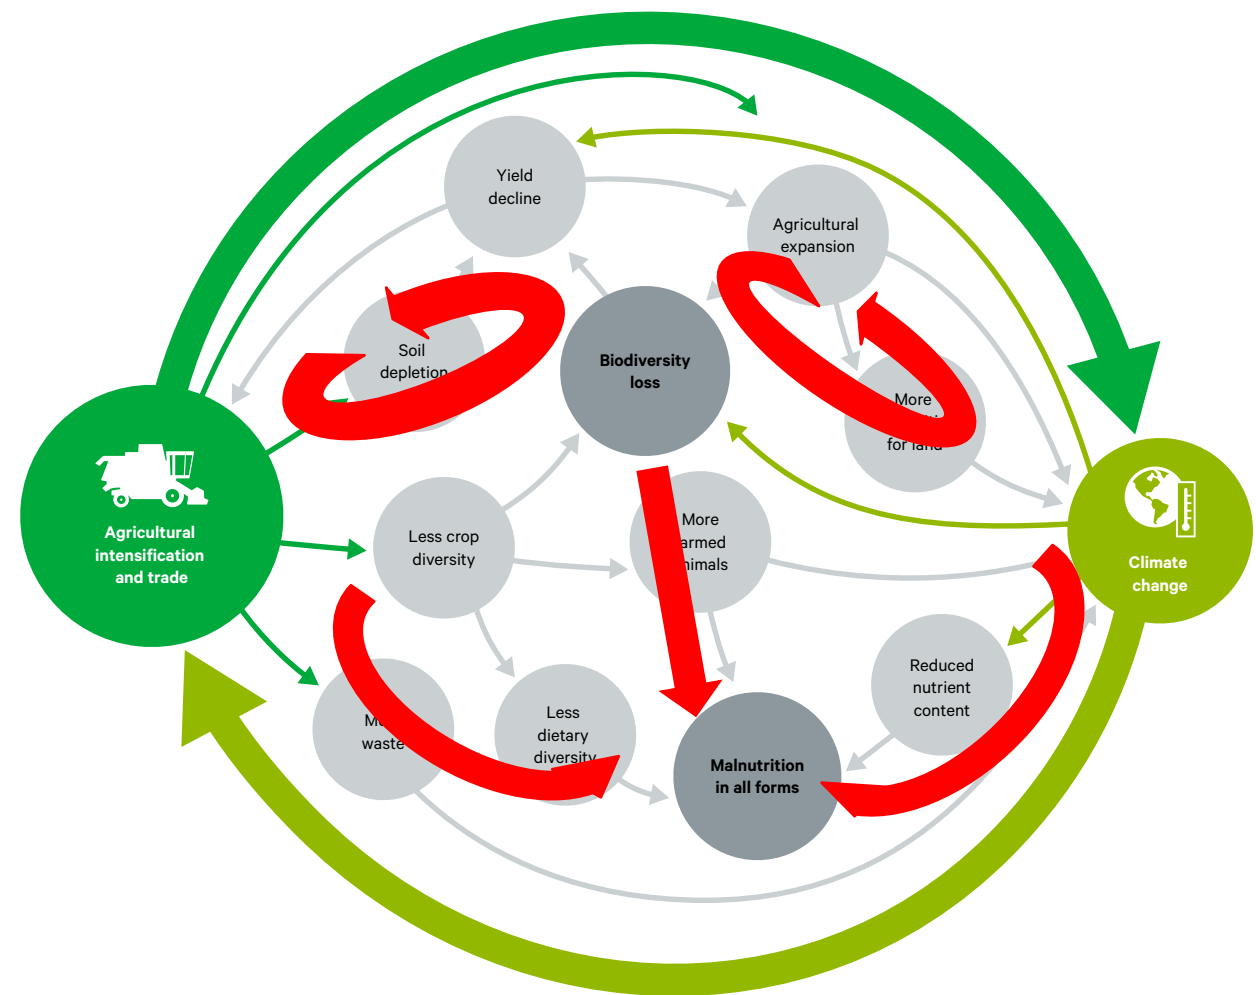 Yield
decline
Agricultural
expansion
Soil
depletion
Biodiversity
loss
More
for land
Agricultural
intensification
and trade
Less crop
diversity
More
animals
Climate
change
Reduced
nutrient
content
waste
Less
dietary
diversity
Malnutrition
in all forms